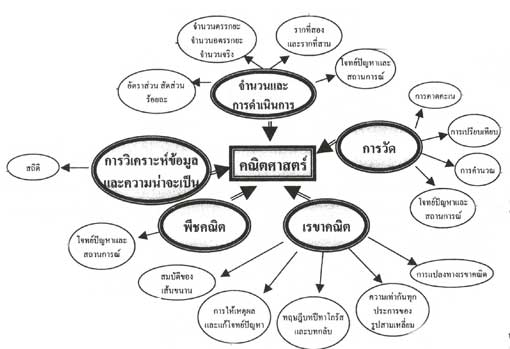 จำนวนตรรกยะ
จำนวนอตรรกยะ
จำนวนจริง
รากที่สอง
และรากที่สาม
โจทย์ปัญหาและ
สถานการณ์
อัตราส่วน สัดส่วน
ร้อยละ
จำนวนและ
การดำเนินการ
การคาดคะเน
การเปรียบเทียบ
การวัด
การคำนวณ
โจทย์ปัญหาและ
สถานการณ์
สถิติ
การวิเคราะห์ข้อมูล
และความน่าจะเป็น
คณิตศาสตร์
พีชคณิต
โจทย์ปัญหาและ
สถานการณ์
เรขาคณิต
สมบัติของ
เส้นขนาน
การให้เหตุผล
และแก้โจทย์ปัญหา
ทฤษฎีบทปีทาโกรัส
และบทกลับ
ความเท่ากันทุก
ประการของ
รูปสามเหลี่ยม
การแปลงทางเรขาคณิต